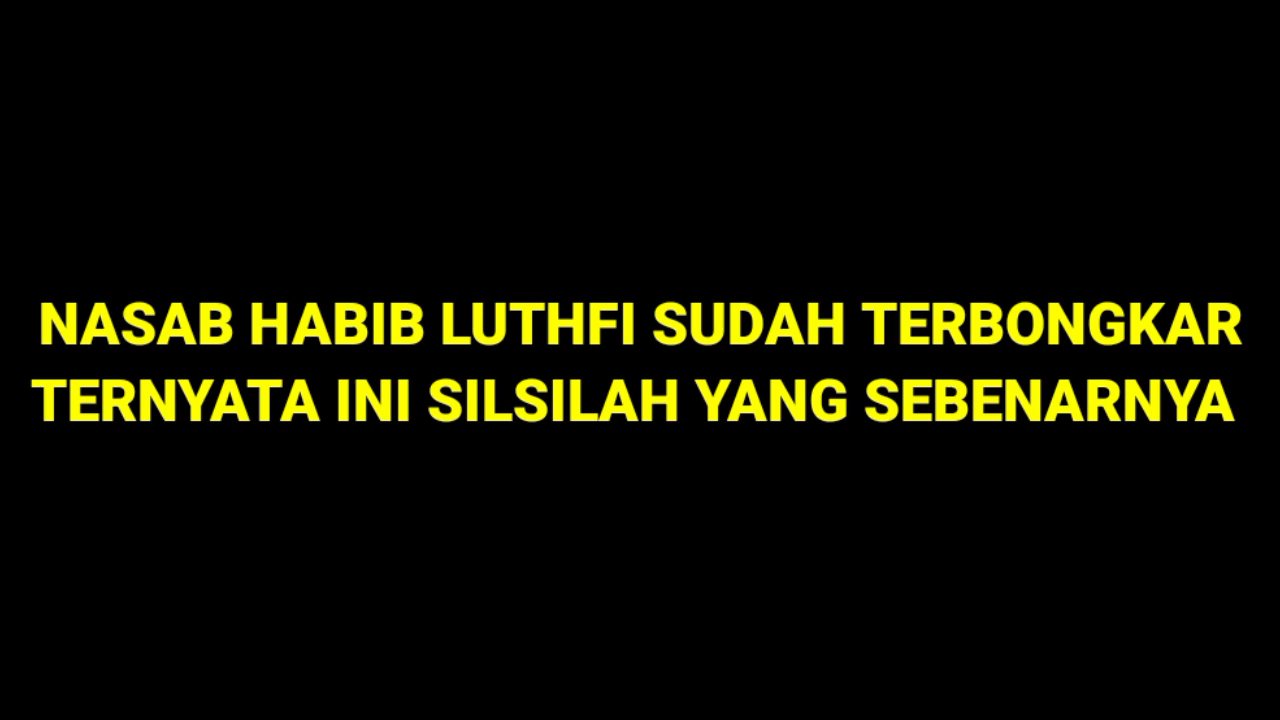 NASAB HABIB LUTHFI SUDAH TERBONGKAR
TERNYATA INI SILSILAH YANG SEBENARNYA